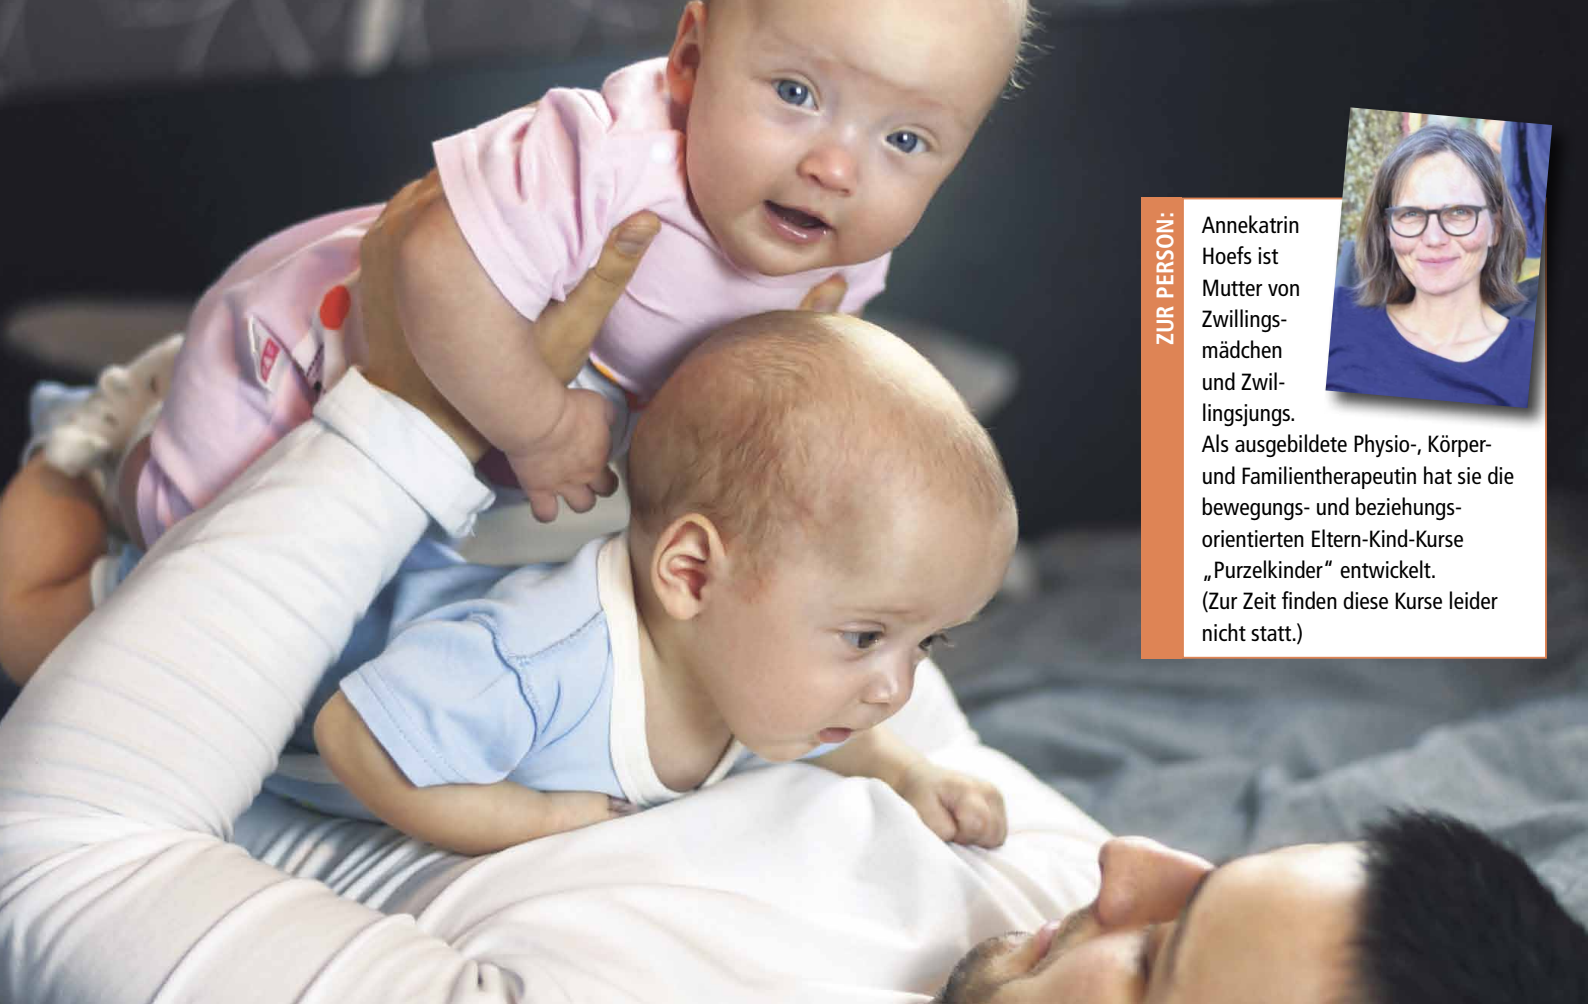 ZUR PERSON:
Annekatrin
Hoefs ist
Mutter von
Zwillings-
mädchen
und Zwil-
lingsjungs.
Als ausgebildete Physio-, Körper-
und Familientherapeutin hat sie die
bewegungs- und beziehungs-
orientierten Eltern-Kind-Kurse
„Purzelkinder“ entwickelt.
(Zur Zeit finden diese Kurse leider
nicht statt.)